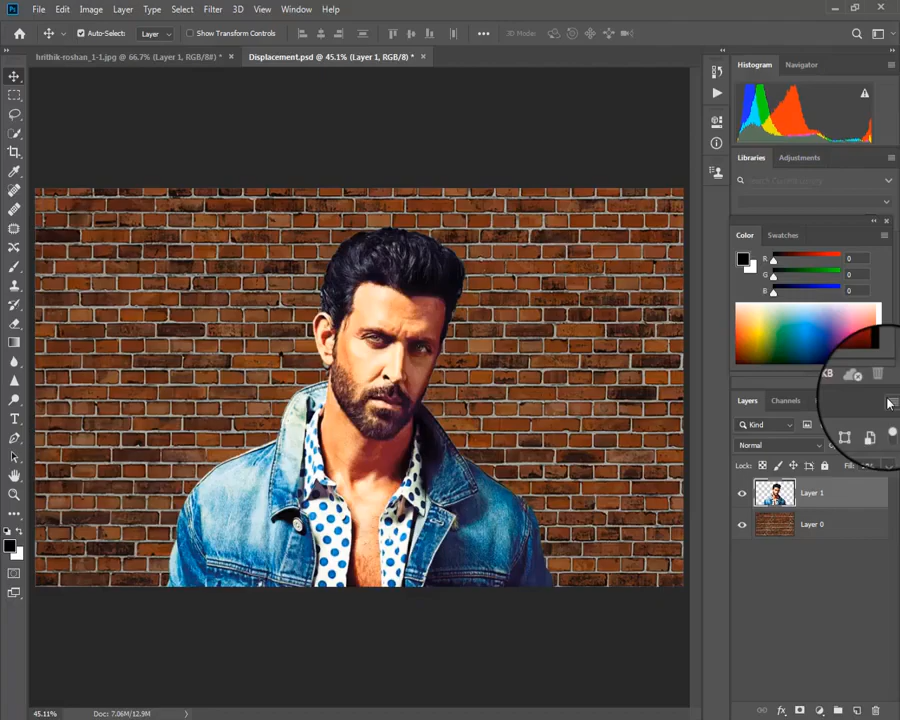 Ps File Edit Image Layer Type Select Filter 3D View Window Help
Auto-Select: Layer Show Transform Controls 3D Mode:
hrithik-roshan_1-1.jpg @ 66.7% (Layer 1, RGB/8#) *
Displacement.psd @ 45.1% (Layer 1, RGB/8) *
Histogram Navigator
Libraries Adjustments
Color Swatches
R 0
G 0
B 0
KB
Layers Channels
Kind
Normal
Lock: Fill:
Layer 1
Layer 0
45.11% Doc: 7.06M/12.9M